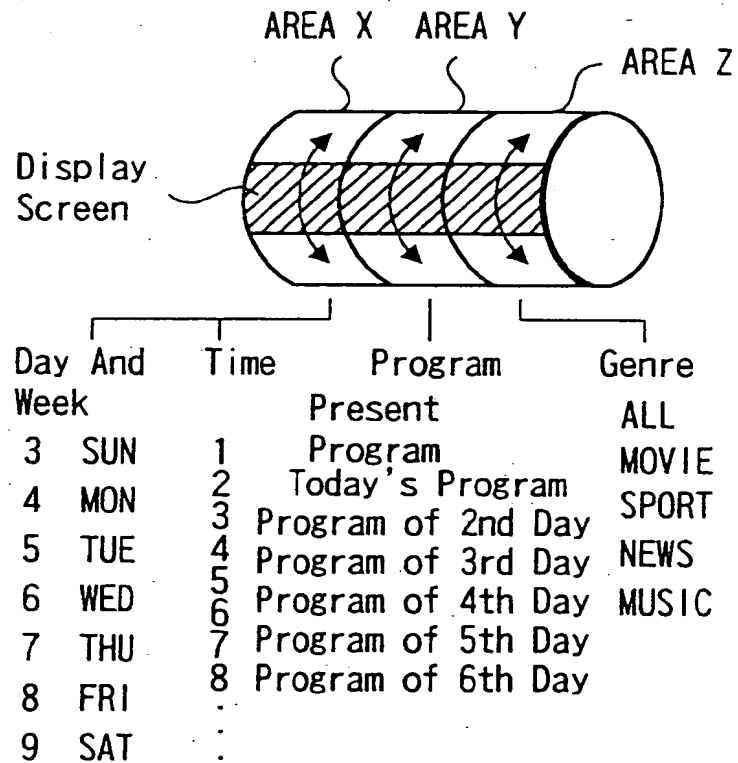 AREA X AREA Y
AREA Z
Display
Screen
Day And Time Program Genre
Week
Present ALL
3 SUN 1 Program MOVIE
2 Today's Program
4 MON 3 Program of 2nd Day SPORT
5 TUE 4 Program of 3rd Day NEWS
5
6 WED 6 Program of 4th Day MUSIC
7 THU 7 Program of 5th Day
8 Program of 6th Day
8 FRI
9 SAT